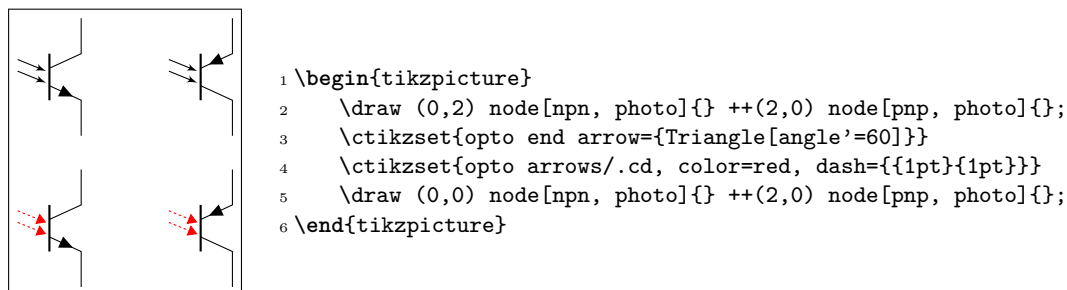 1 \begin{tikzpicture}
2 \draw (0,2) node[npn, photo]{} ++(2,0) node[pnp, photo]{};
3 \ctikzset{opto end arrow={Triangle[angle'=60]}}
4 \ctikzset{opto arrows/.cd, color=red, dash={{1pt}{1pt}}}
5 \draw (0,0) node[npn, photo]{} ++(2,0) node[pnp, photo]{};
6 \end{tikzpicture}